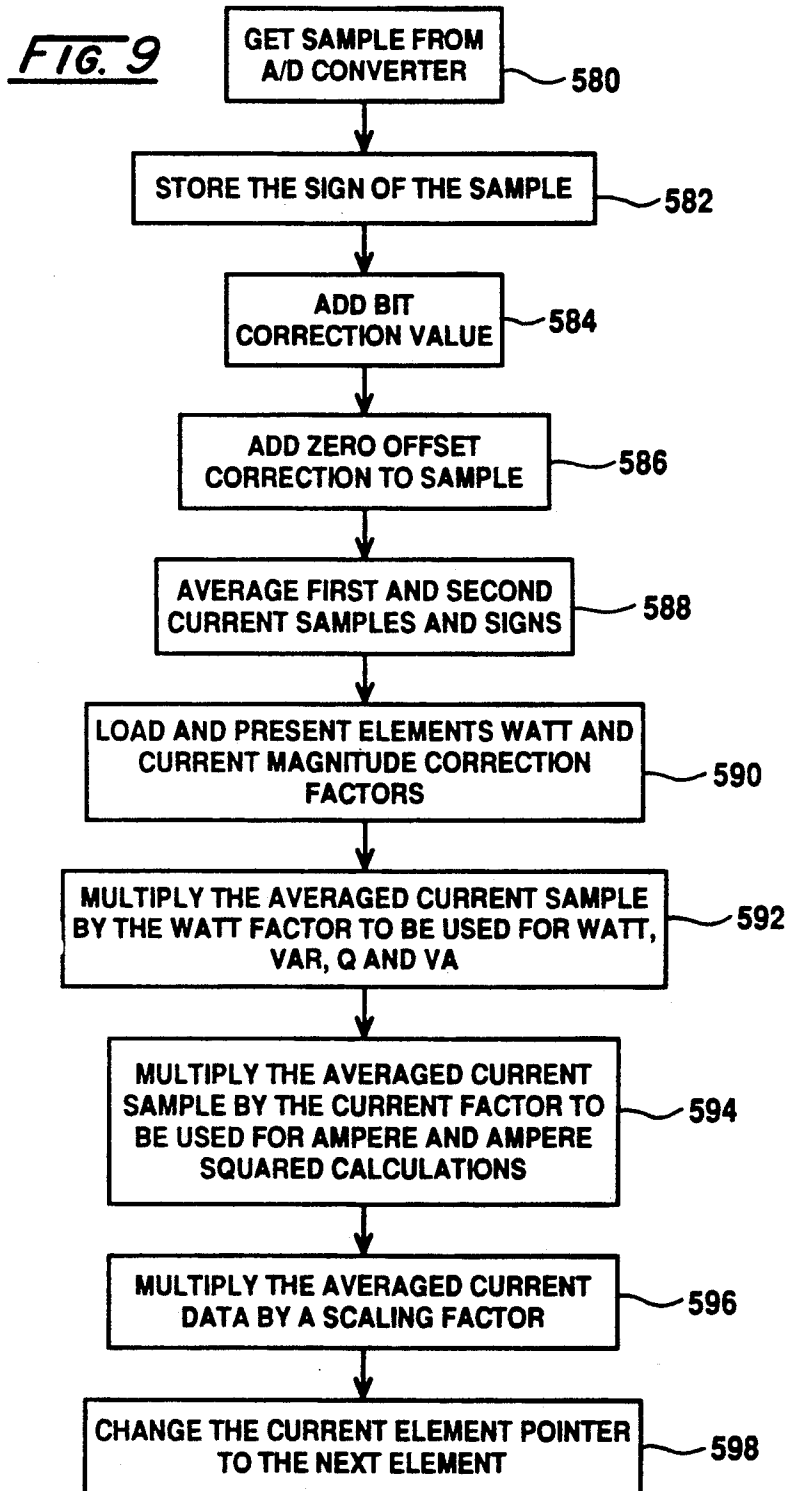 FIG. 9
GET SAMPLE FROM
A/D CONVERTER
580
STORE THE SIGN OF THE SAMPLE
582
ADD BIT
CORRECTION VALUE
584
ADD ZERO OFFSET
CORRECTION TO SAMPLE
586
AVERAGE FIRST AND SECOND
CURRENT SAMPLES AND SIGNS
588
LOAD AND PRESENT ELEMENTS WATT AND
CURRENT MAGNITUDE CORRECTION
FACTORS
590
MULTIPLY THE AVERAGED CURRENT SAMPLE
BY THE WATT FACTOR TO BE USED FOR WATT,
VAR, Q AND VA
592
MULTIPLY THE AVERAGED CURRENT
SAMPLE BY THE CURRENT FACTOR TO
BE USED FOR AMPERE AND AMPERE
SQUARED CALCULATIONS
594
MULTIPLY THE AVERAGED CURRENT
DATA BY A SCALING FACTOR
596
CHANGE THE CURRENT ELEMENT POINTER
TO THE NEXT ELEMENT
598